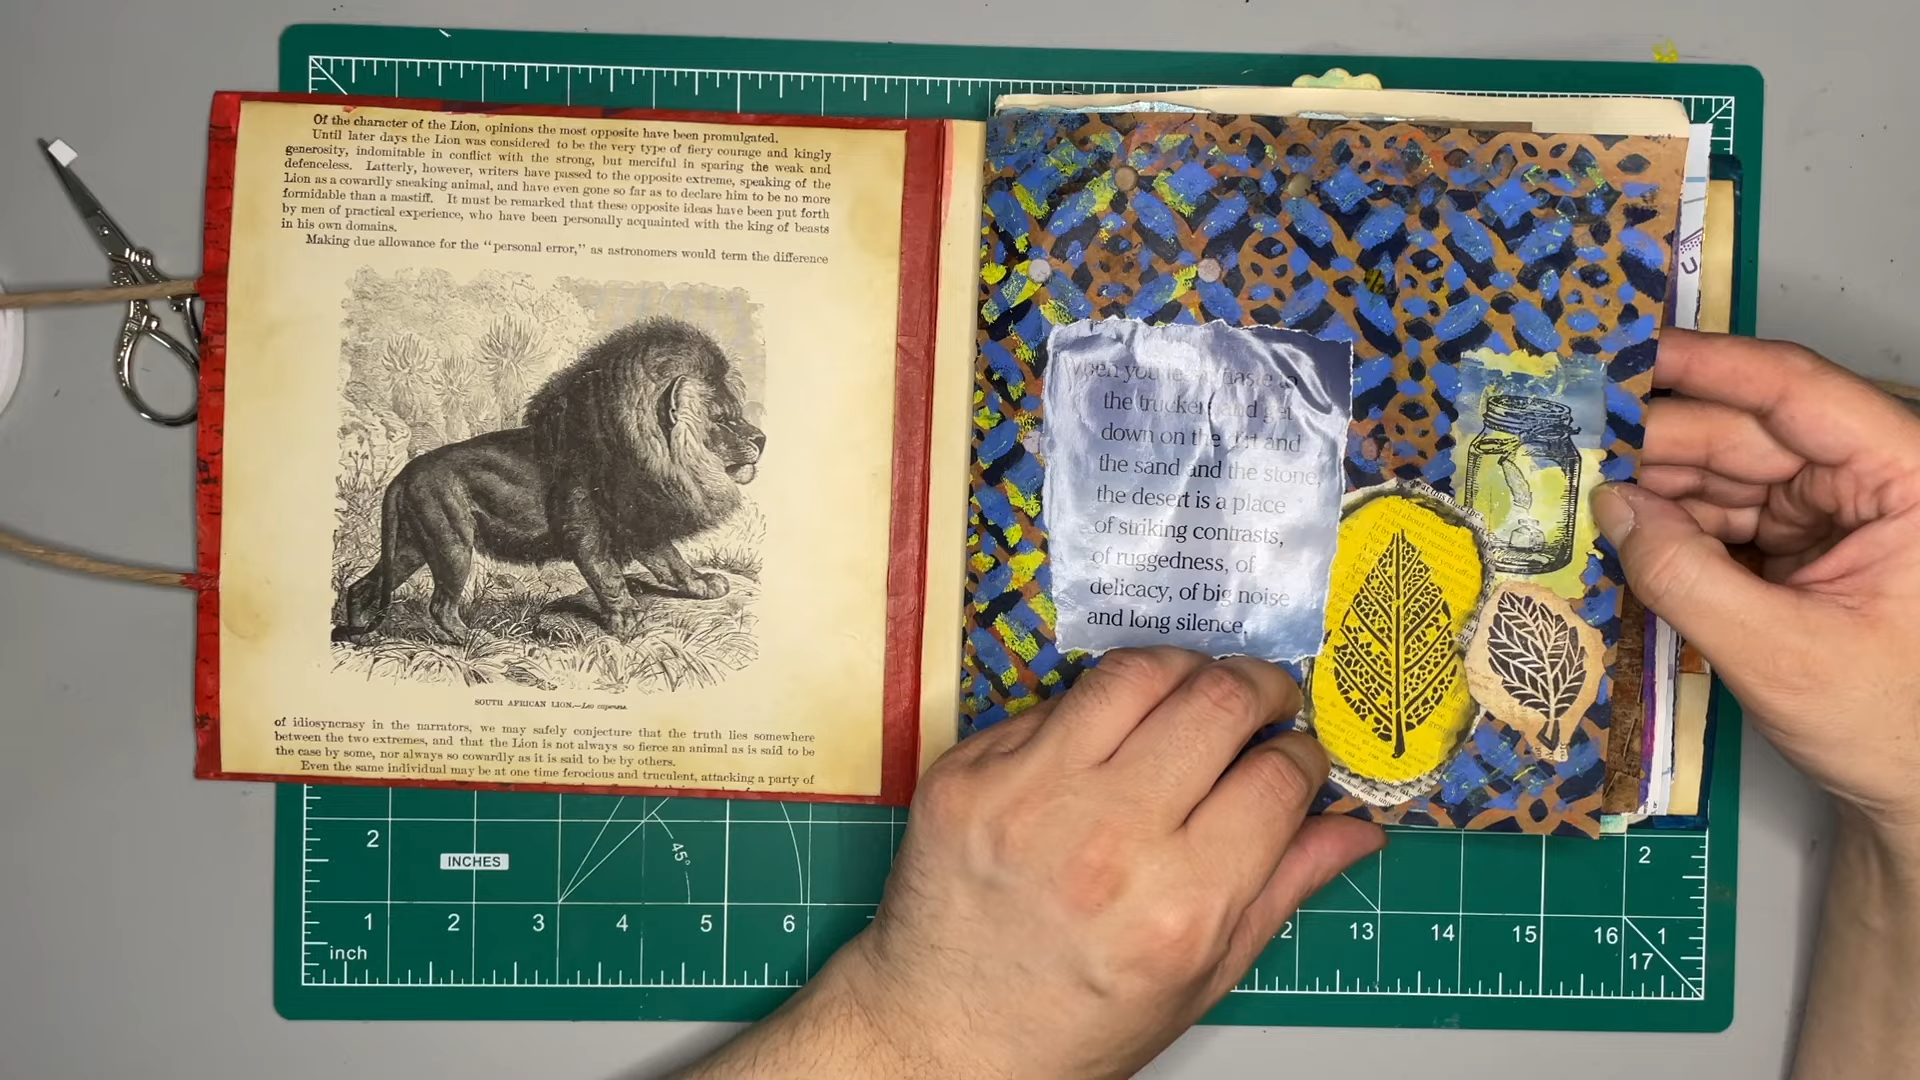 Of the character of the Lion, opinions the most opposite have been promulgated.
Until later days the Lion was considered to be the very type of fiery courage and kingly
generosity, indomitable in conflict with the strong, but merciful in sparing the weak and
defenceless. Latterly, however, writers have passed to the opposite extreme, speaking of the
Lion as a cowardly sneaking animal, and have even gone so far as to declare him to be no more
formidable than a mastiff. It must be remarked that these opposite ideas have been put forth
by men of practical experience, who have been personally acquainted with the king of beasts
in his own domains.
Making due allowance for the “personal error,” as astronomers would term the difference
SOUTH AFRICAN LION.—Leo capensis.
of idiosyncrasy in the narrators, we may safely conjecture that the truth lies somewhere
between the two extremes, and that the Lion is not always so fierce an animal as is said to be
the case by some, nor always so cowardly as it is said to be by others.
Even the same individual may be at one time ferocious and truculent, attacking a party of
when you
the trucker and get
down on the and
the sand and the stone,
the desert is a place
of striking contrasts,
of ruggedness, of
delicacy, of big noise
and long silence.
U
2
INCHES
45°
1 2 3 4 5 6
inch
2
13 14 15 16 1
17